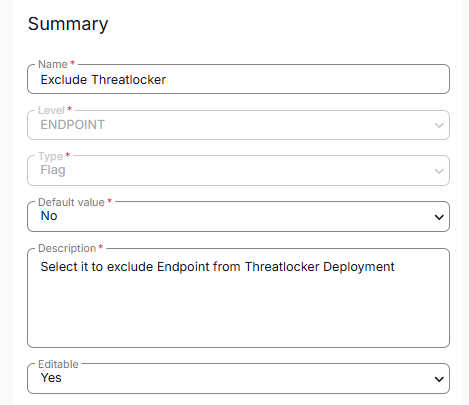 Summary
Name *
Exclude Threatlocker
Level *
ENDPOINT
Type *
Flag
Default value *
No
Description *
Select it to exclude Endpoint from Threatlocker Deployment
Editable
Yes